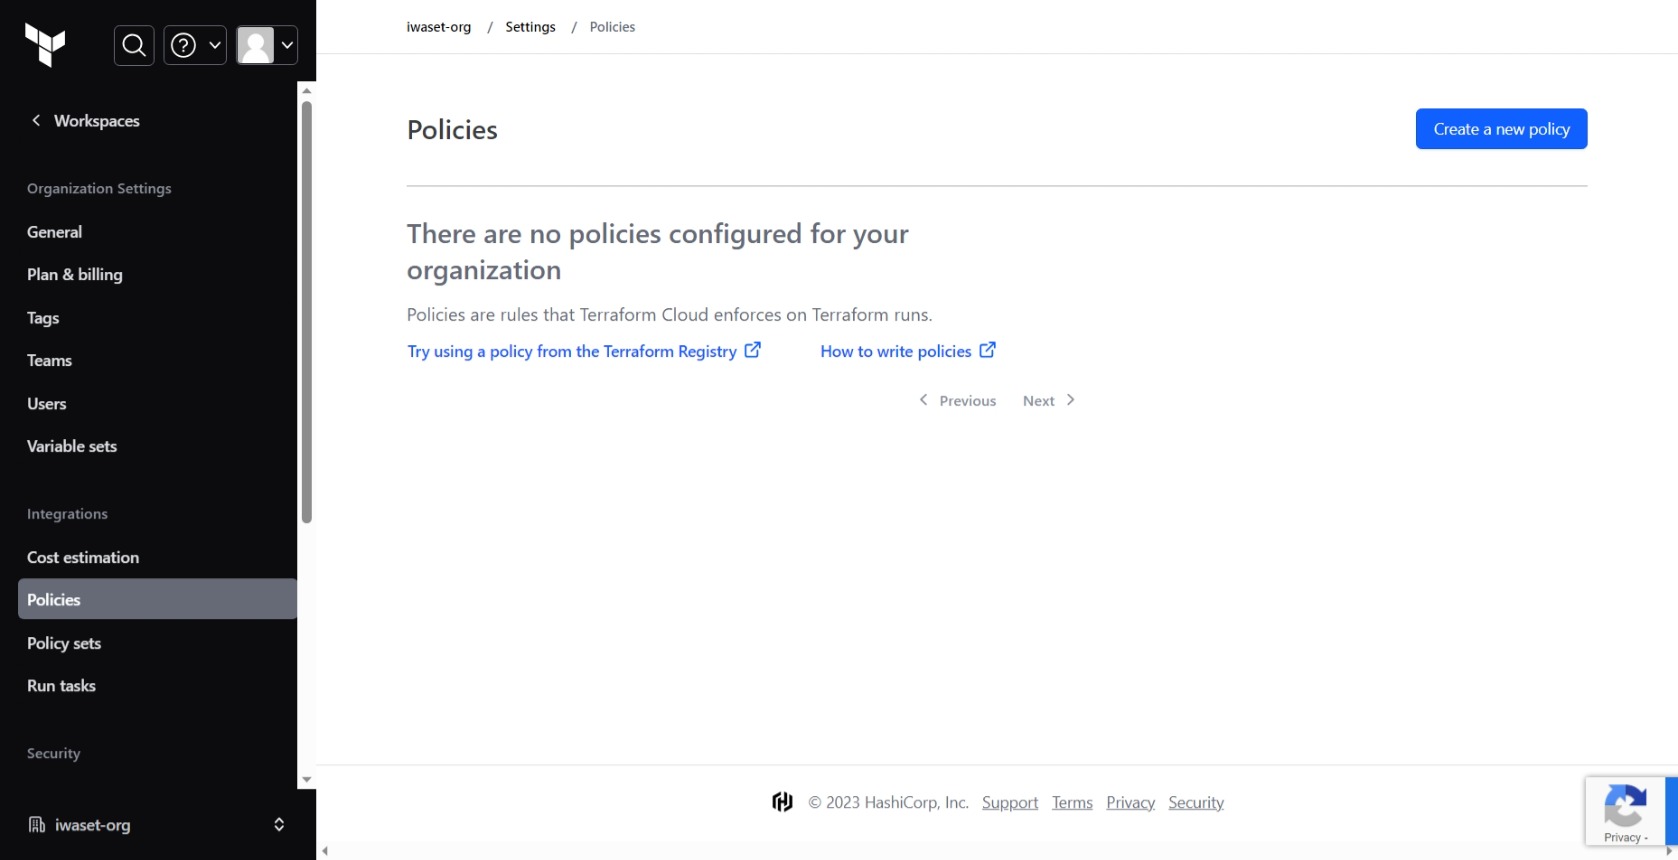 iwaset-org / Settings / Policies
Workspaces
Organization Settings
General
Plan & billing
Tags
Teams
Users
Variable sets
Integrations
Cost estimation
Policies
Policy sets
Run tasks
Security
iwaset-org
Policies
Create a new policy
There are no policies configured for your
organization
Policies are rules that Terraform Cloud enforces on Terraform runs.
Try using a policy from the Terraform Registry How to write policies
Previous Next
© 2023 HashiCorp, Inc. Support Terms Privacy Security
Privacy -